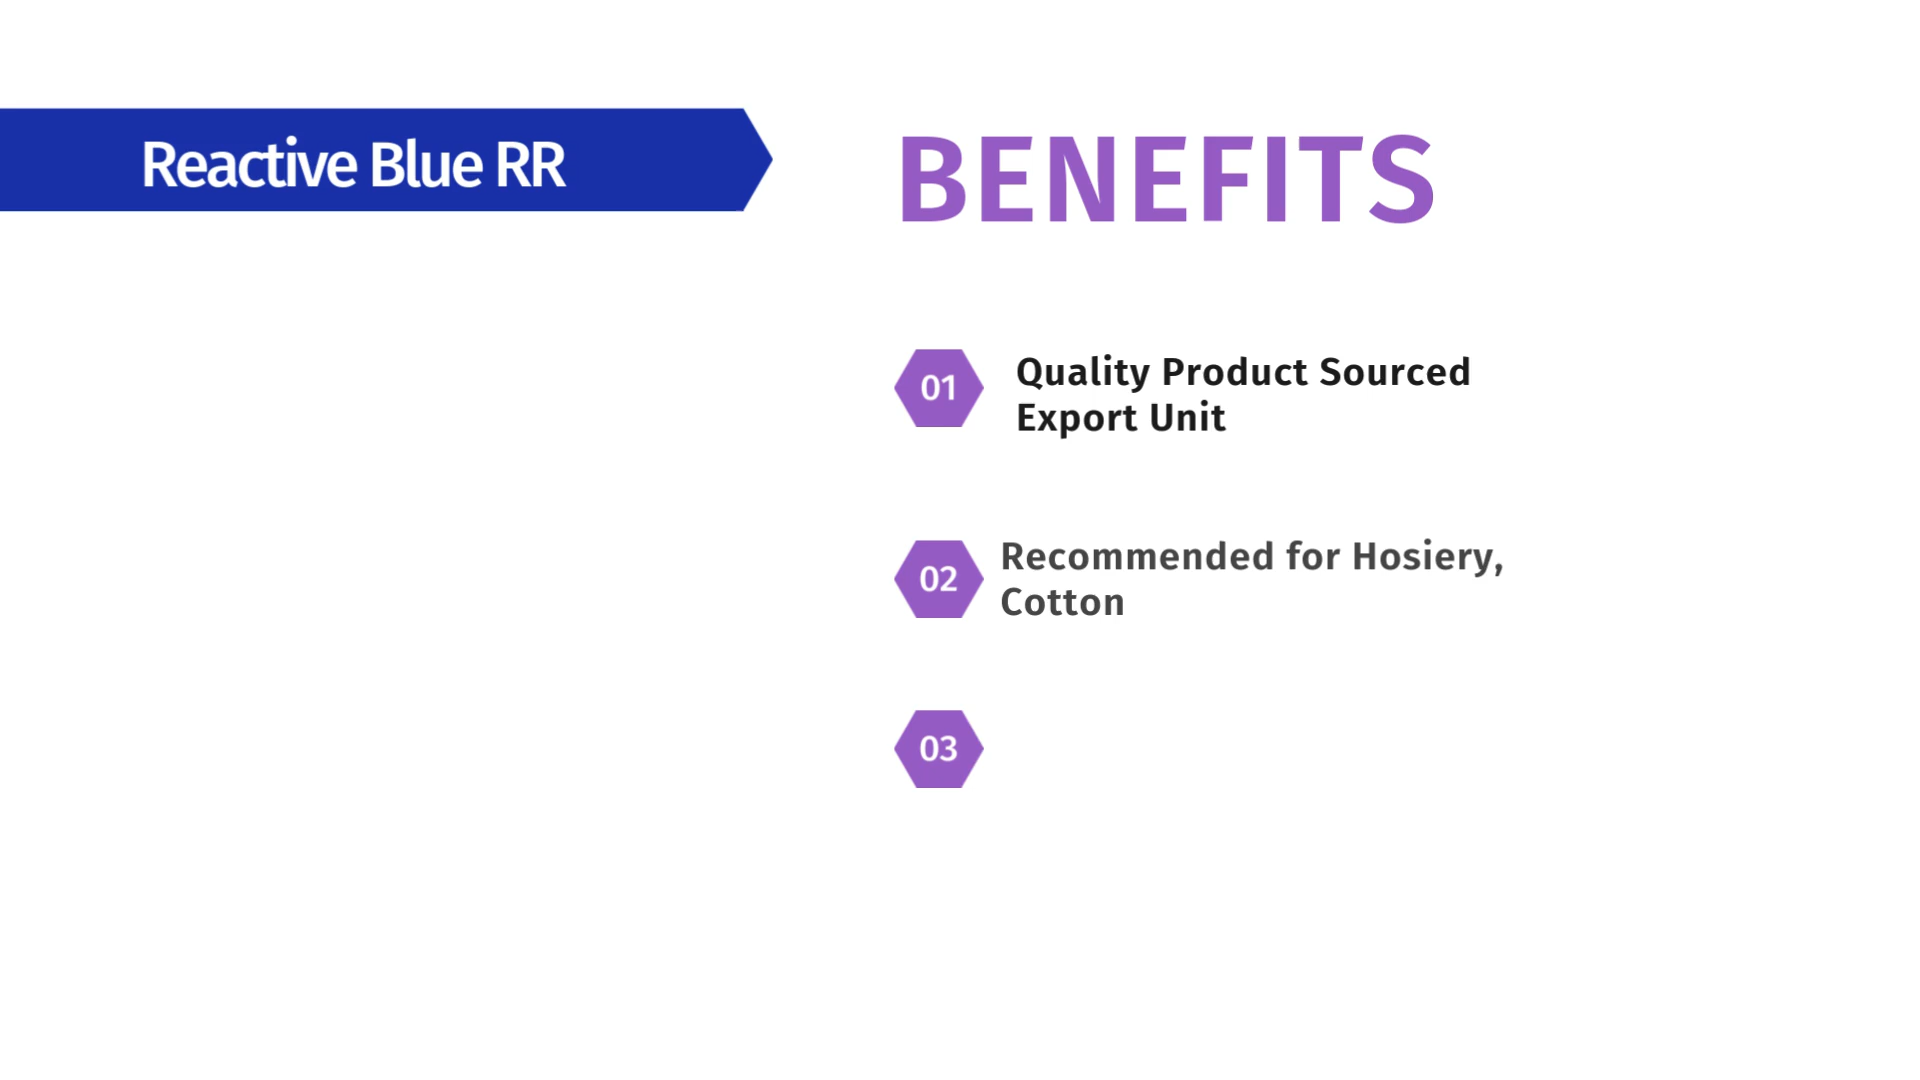 Reactive Blue RR
BENEFITS
01
Quality Product Sourced
Export Unit
02
Recommended for Hosiery,
Cotton
03